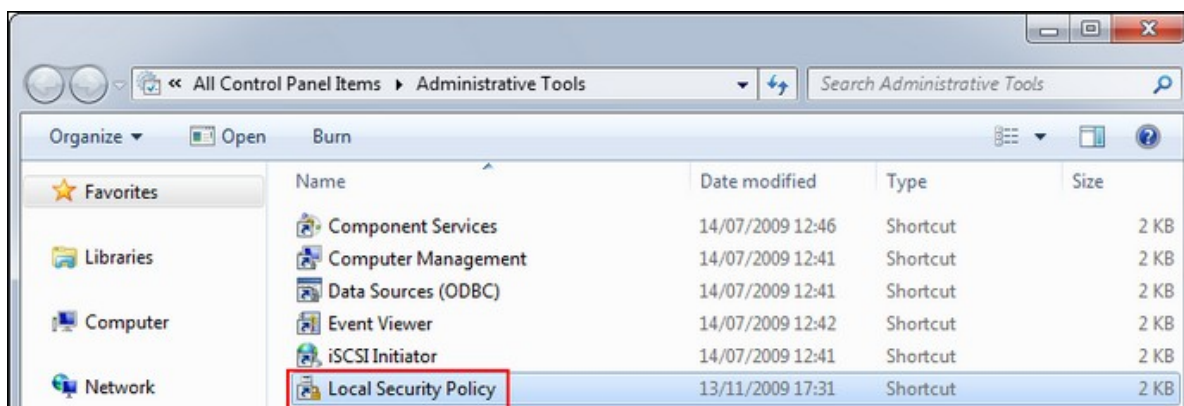 « All Control Panel Items ▸ Administrative Tools Search Administrative Tools
Organize Open Burn
Favorites
Libraries
Computer
Network
Name Date modified Type Size
Component Services 14/07/2009 12:46 Shortcut 2 KB
Computer Management 14/07/2009 12:41 Shortcut 2 KB
Data Sources (ODBC) 14/07/2009 12:41 Shortcut 2 KB
Event Viewer 14/07/2009 12:42 Shortcut 2 KB
iSCSI Initiator 14/07/2009 12:41 Shortcut 2 KB
Local Security Policy 13/11/2009 17:31 Shortcut 2 KB